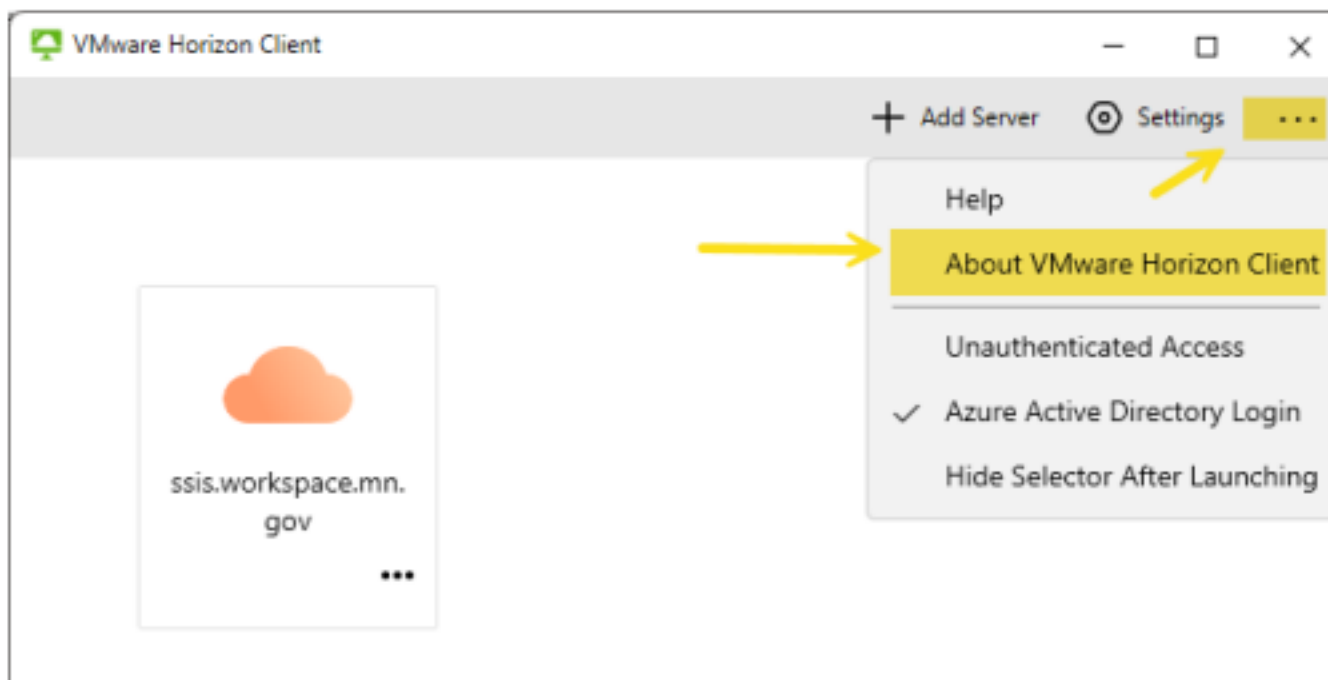 VMware Horizon Client
Add Server
Settings
Help
About VMware Horizon Client
Unauthenticated Access
Azure Active Directory Login
Hide Selector After Launching
ssis.workspace.mn.
gov